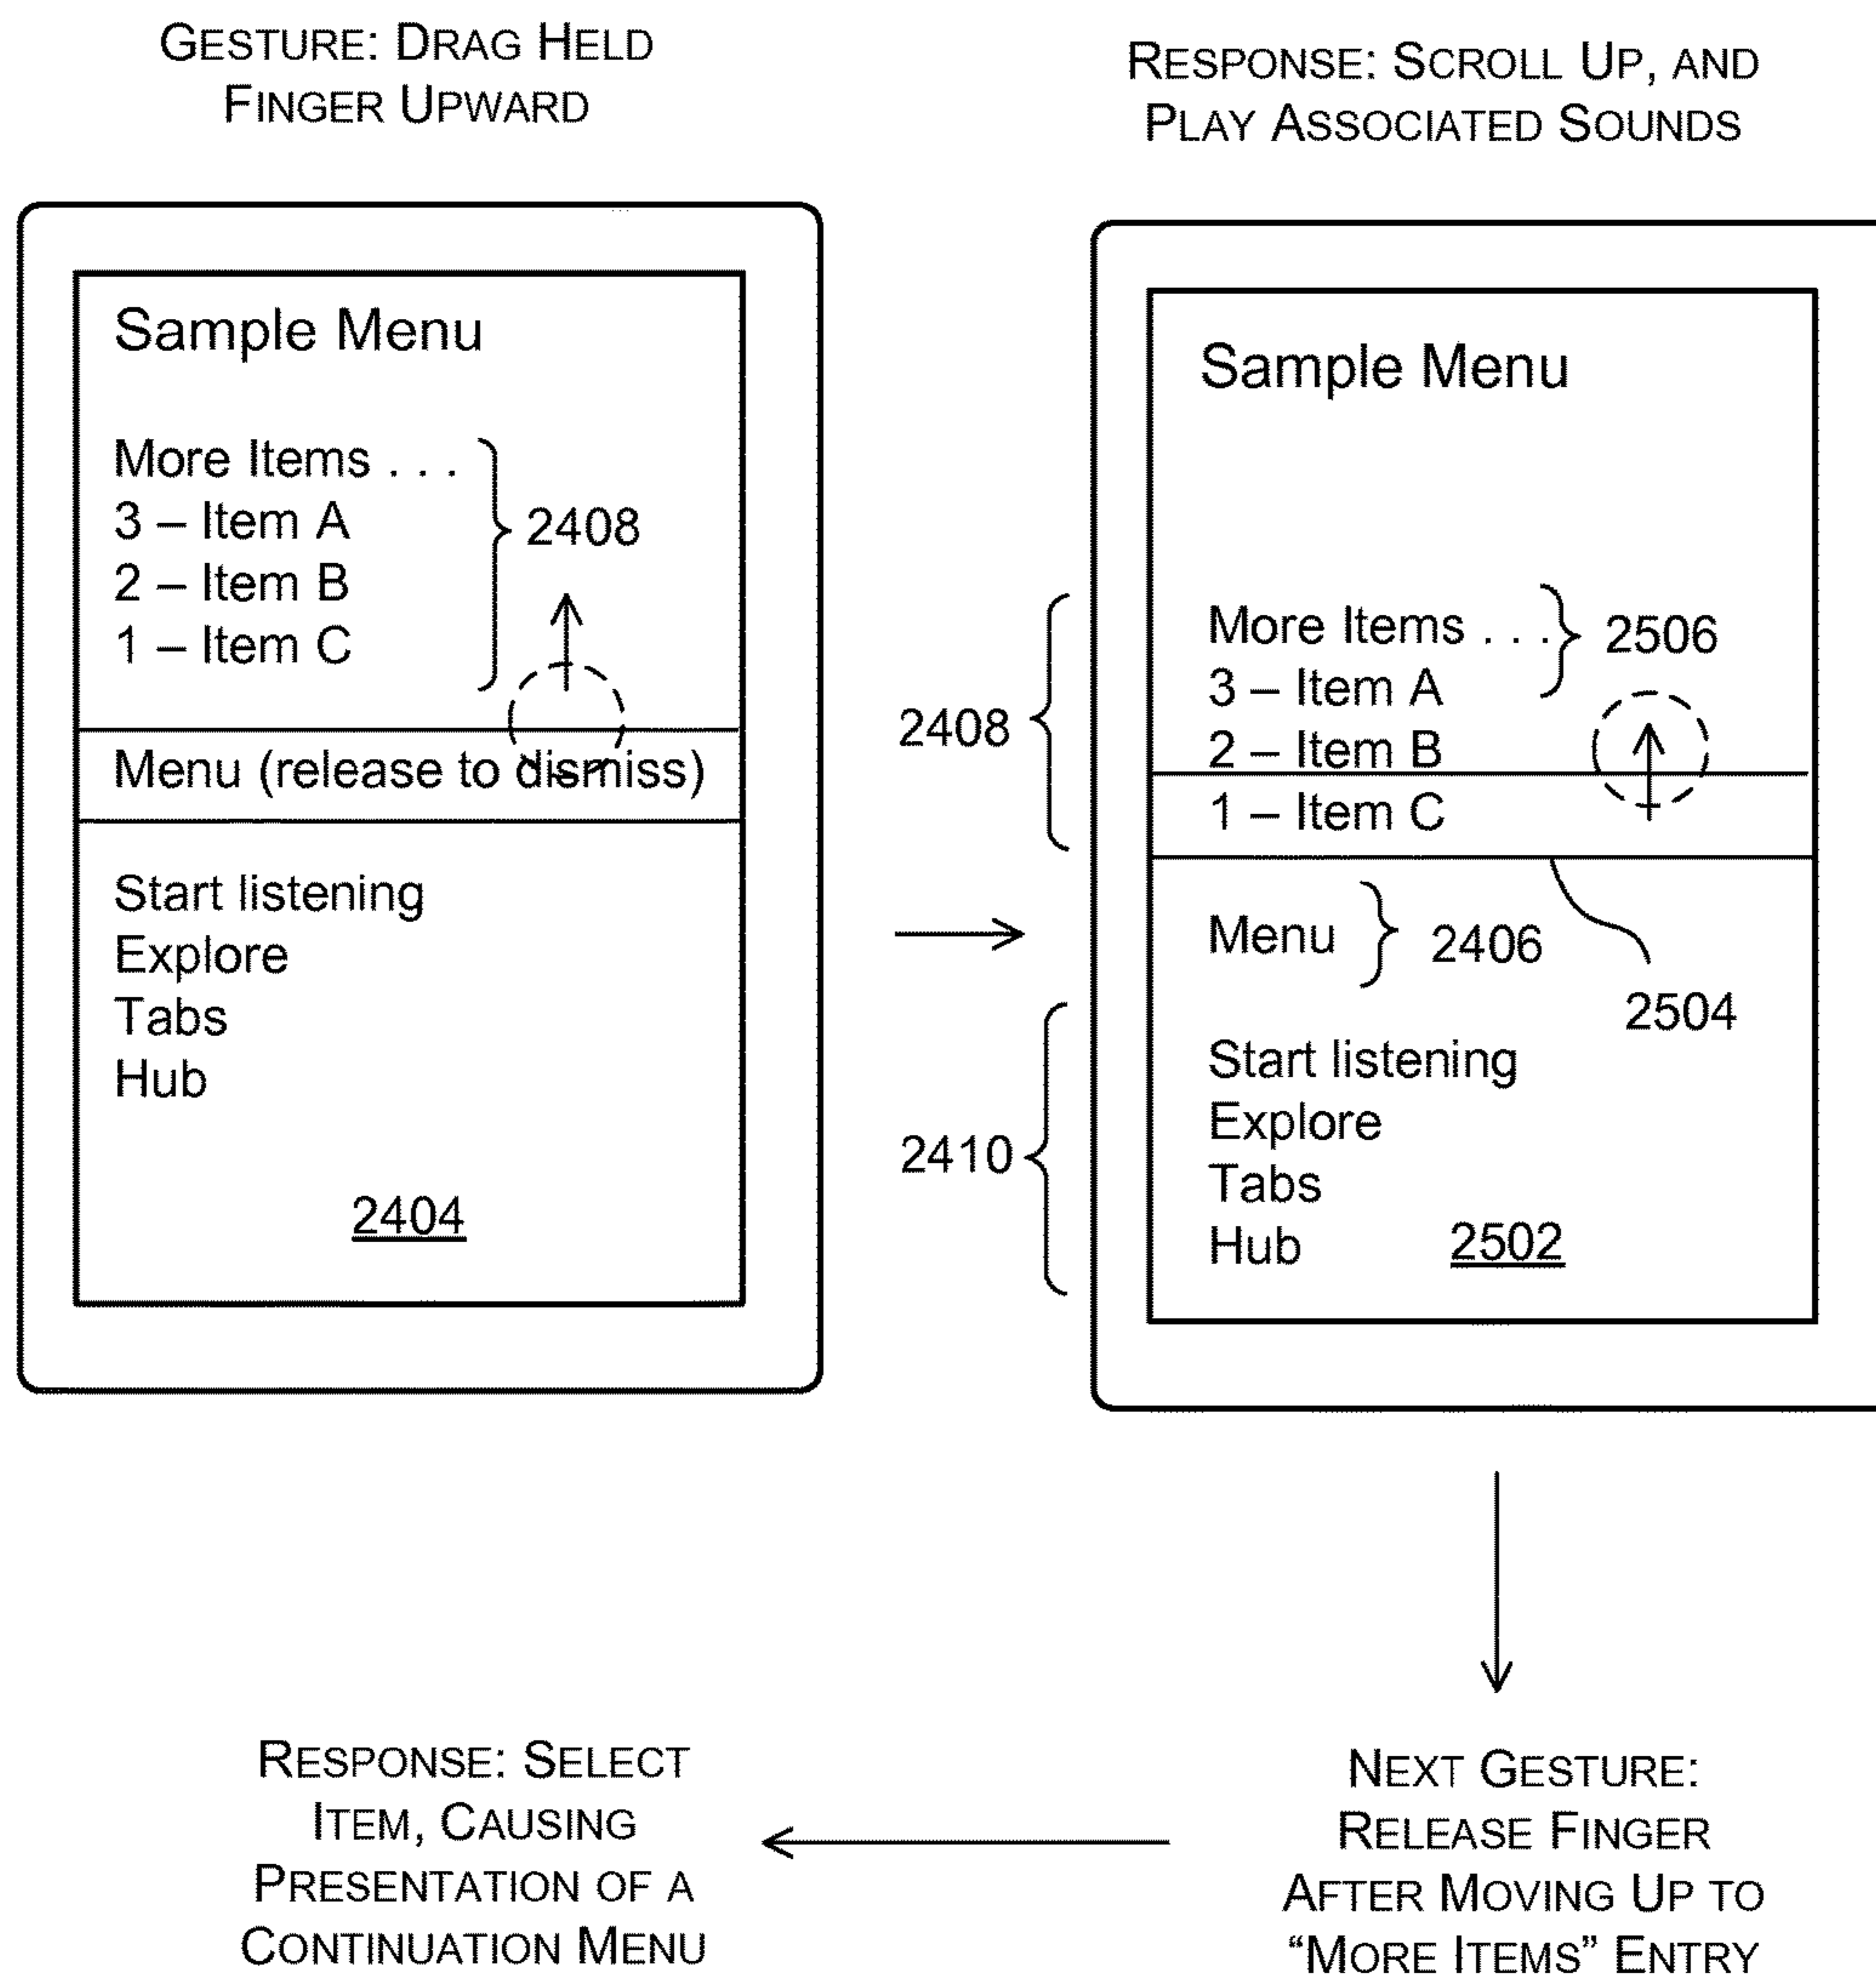 GESTURE: DRAG HELD
FINGER UPWARD
Sample Menu
More Items . . .
3 – Item A
2 – Item B
1 – Item C
2408
Menu (release to dismiss)
Start listening
Explore
Tabs
Hub
2404
RESPONSE: SCROLL UP, AND
PLAY ASSOCIATED SOUNDS
Sample Menu
More Items . . .
3 – Item A
2 – Item B
1 – Item C
2506
2408
Menu
2406
2504
Start listening
Explore
Tabs
Hub
2410
2502
NEXT GESTURE:
RELEASE FINGER
AFTER MOVING UP TO
“MORE ITEMS” ENTRY
RESPONSE: SELECT
ITEM, CAUSING
PRESENTATION OF A
CONTINUATION MENU